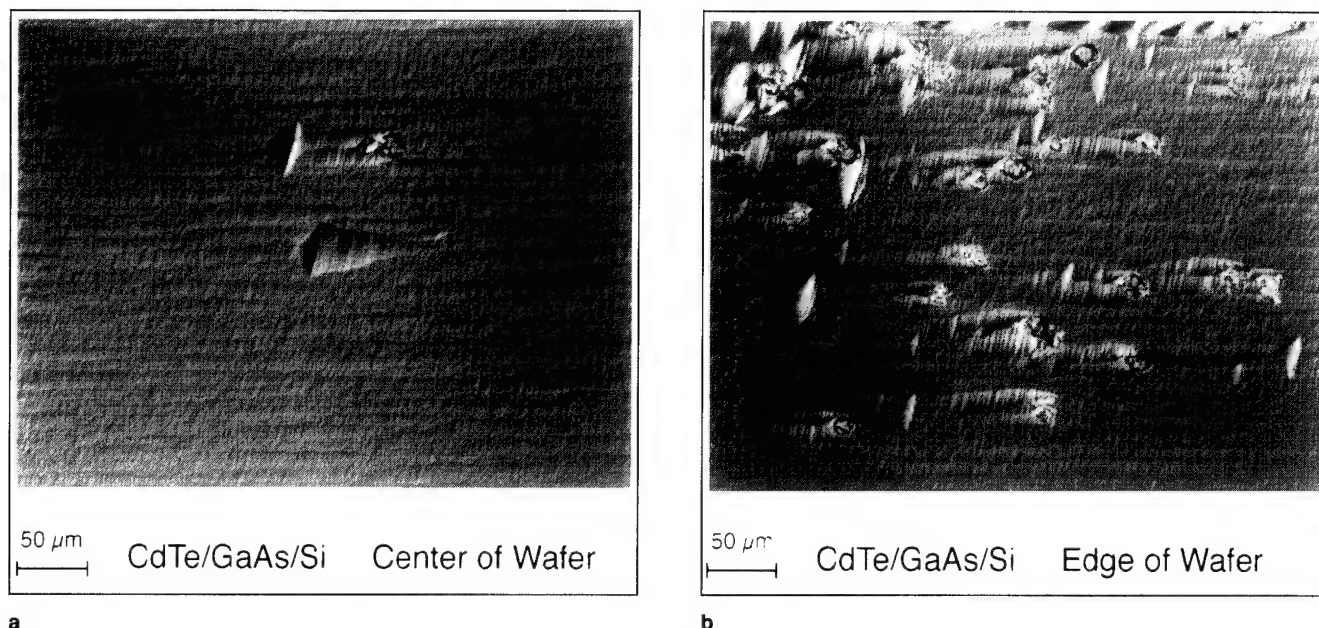 50 μm
CdTe/GaAs/Si Center of Wafer
a
50 μm
CdTe/GaAs/Si Edge of Wafer
b